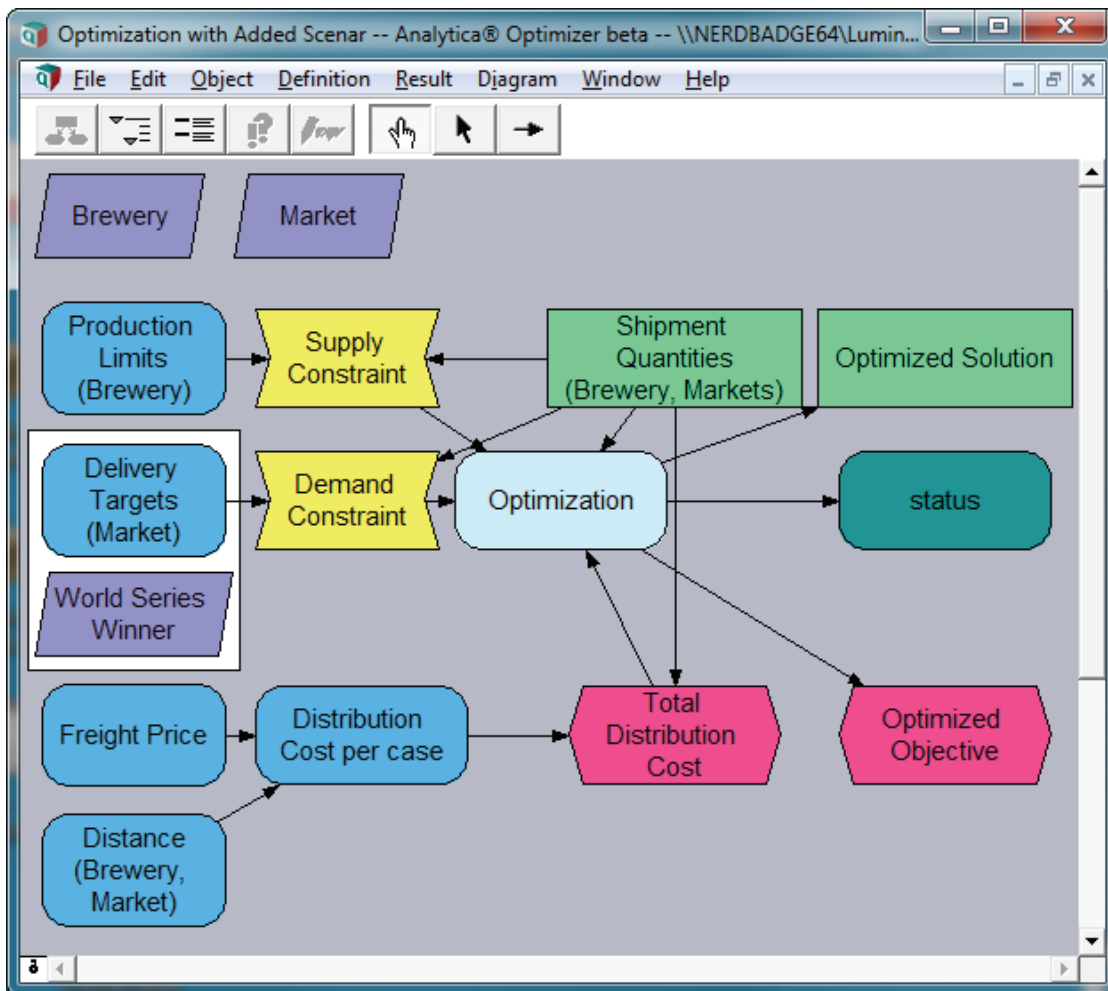 Optimization with Added Scenar -- Analytica® Optimizer beta -- \\NERDBADGE64\Lumin...
File Edit Object Definition Result Diagram Window Help
Brewery
Market
Production
Limits
(Brewery)
Supply
Constraint
Shipment
Quantities
(Brewery, Markets)
Optimized Solution
Delivery
Targets
(Market)
Demand
Constraint
Optimization
status
World Series
Winner
Freight Price
Distribution
Cost per case
Total
Distribution
Cost
Optimized
Objective
Distance
(Brewery,
Market)